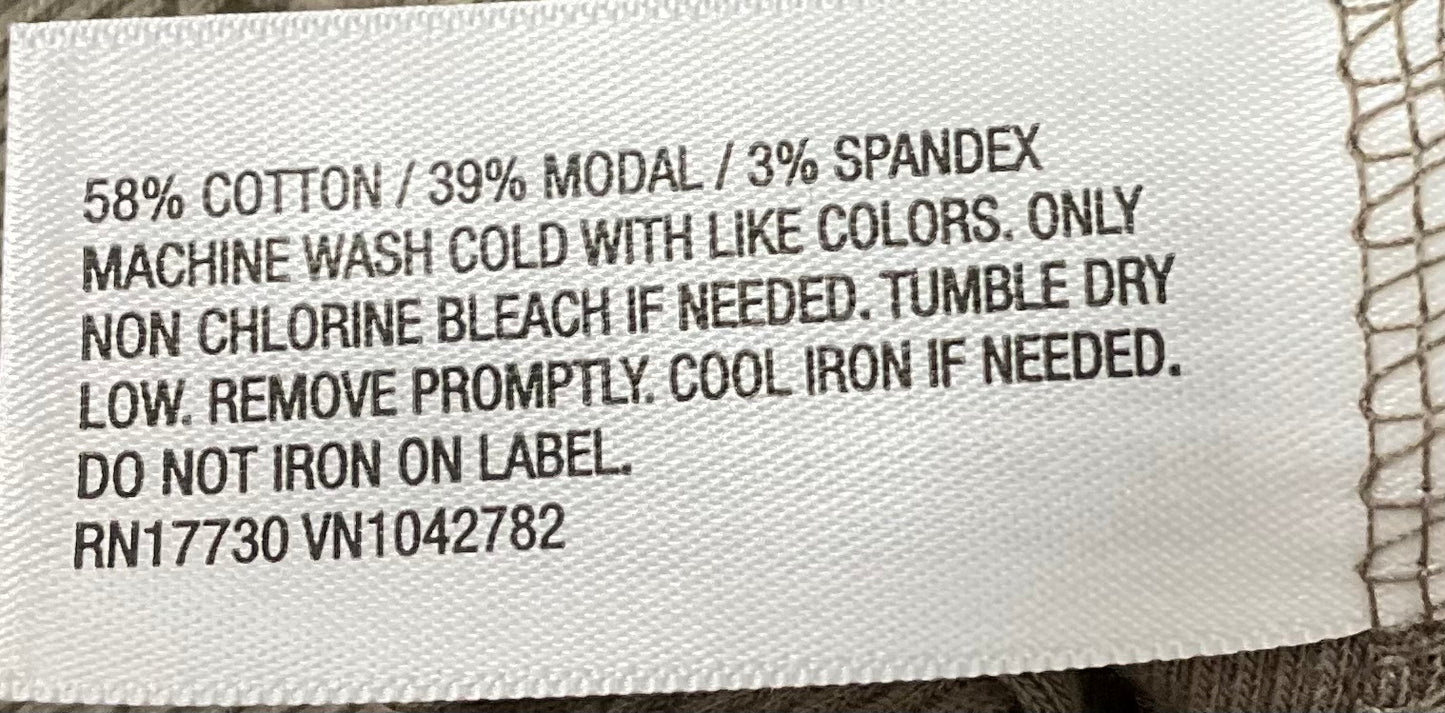 58% COTTON / 39% MODAL / 3% SPANDEX
MACHINE WASH COLD WITH LIKE COLORS. ONLY
NON CHLORINE BLEACH IF NEEDED. TUMBLE DRY
LOW. REMOVE PROMPTLY. COOL IRON IF NEEDED.
DO NOT IRON ON LABEL.
RN17730 VN1042782